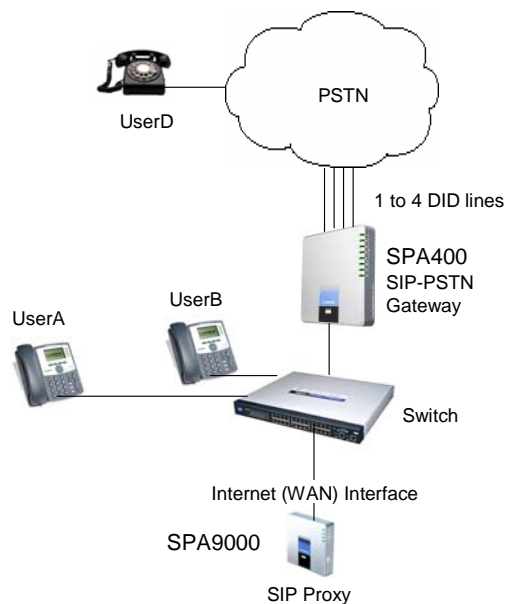 PSTN
UserD
1 to 4 DID lines
SPA400
SIP-PSTN
Gateway
UserB
UserA
Switch
Internet (WAN) Interface
SPA9000
SIP Proxy